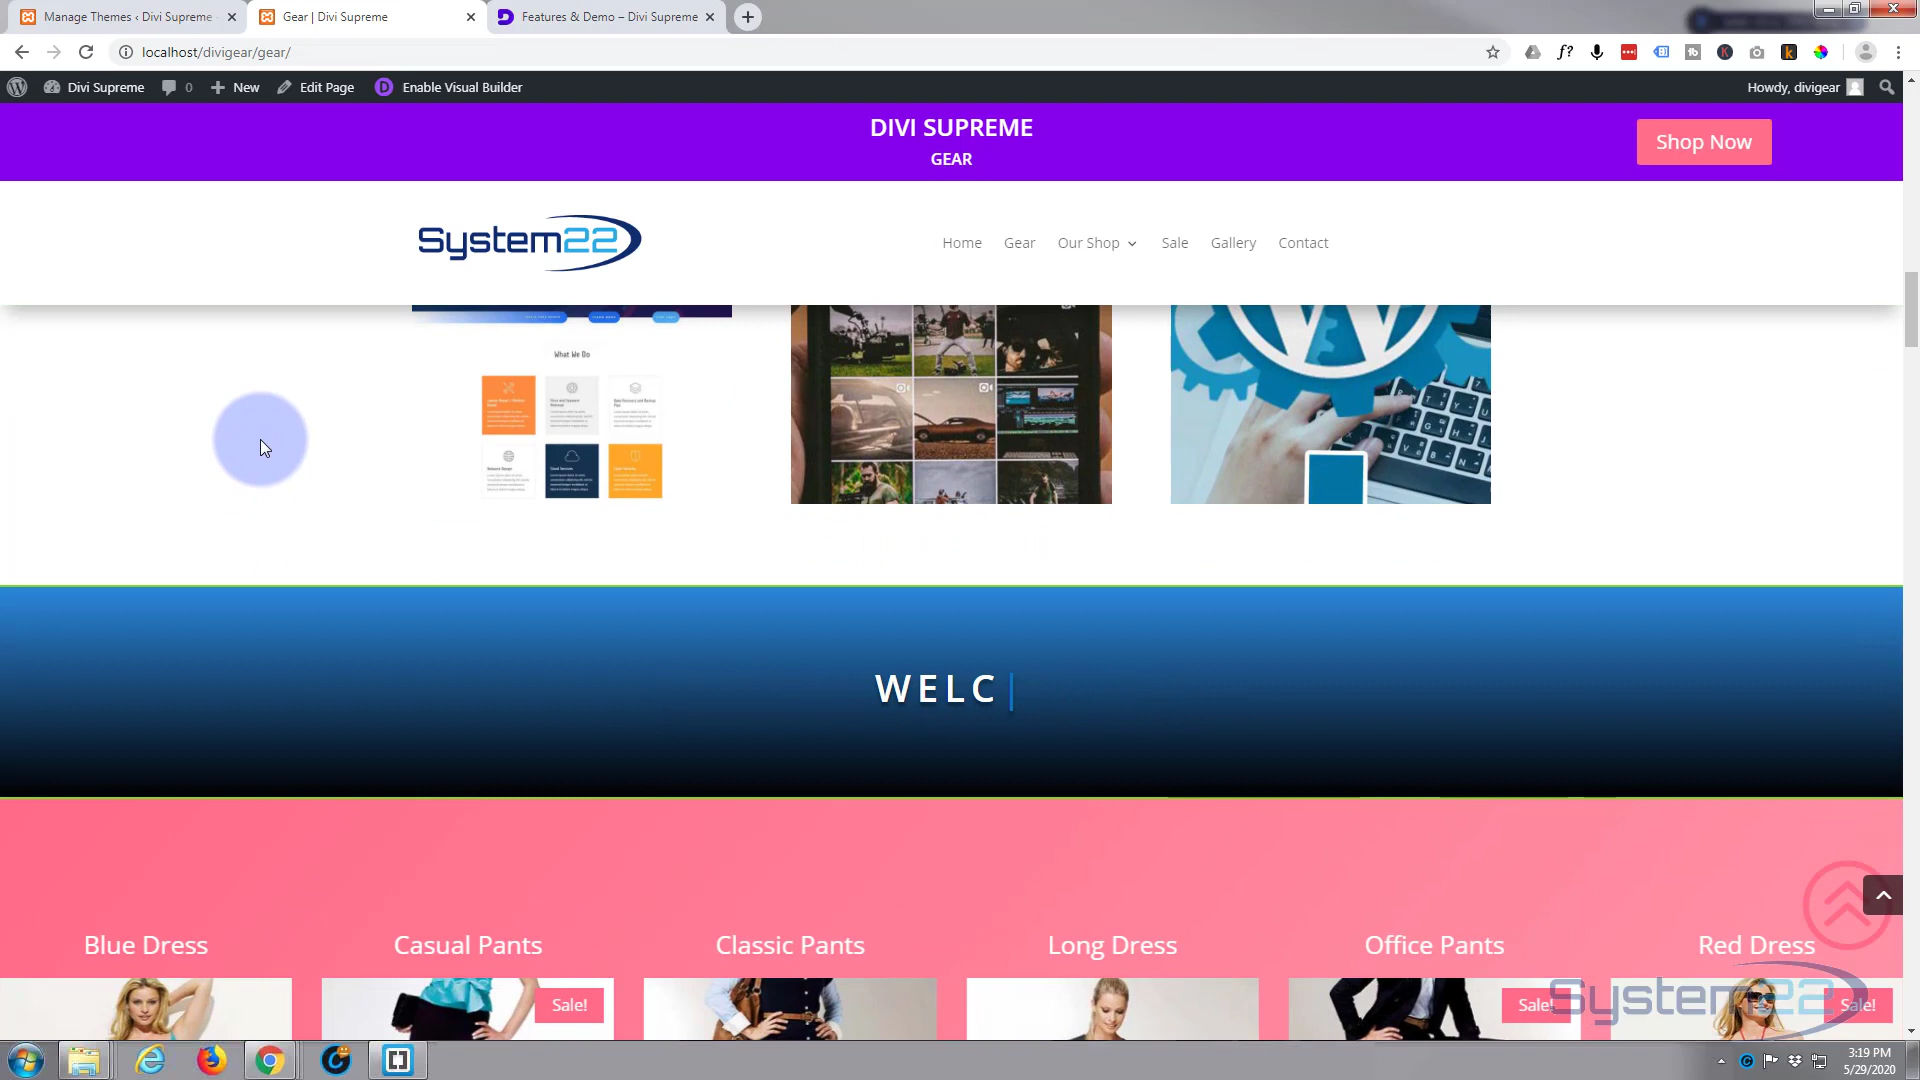 Manage Themes ‹ Divi Supreme
Gear | Divi Supreme
Features & Demo – Divi Supreme
localhost/divigear/gear/
Divi Supreme
0
New
Edit Page
Enable Visual Builder
Howdy, divigear
DIVI SUPREME
GEAR
Shop Now
System22
Home
Gear
Our Shop
Sale
Gallery
Contact
What We Do
WELC
Blue Dress
Casual Pants
Classic Pants
Long Dress
Office Pants
Red Dress
Sale!
Sale!
Sale!
System22
3:19 PM
5/29/2020